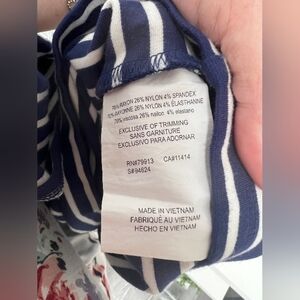 70% RAYON 26% NYLON 4% SPANDEX
70% RAYONNE 26% NYLON 4% ÉLASTHANNE
70% viscosa 26% nailon 4% elastano
EXCLUSIVE OF TRIMMING
SANS GARNITURE
EXCLUSIVO PARA ADORNAR
RN#79913 CA#11414
S#94624
MADE IN VIETNAM
FABRIQUÉ AU VIETNAM
HECHO EN VIETNAM